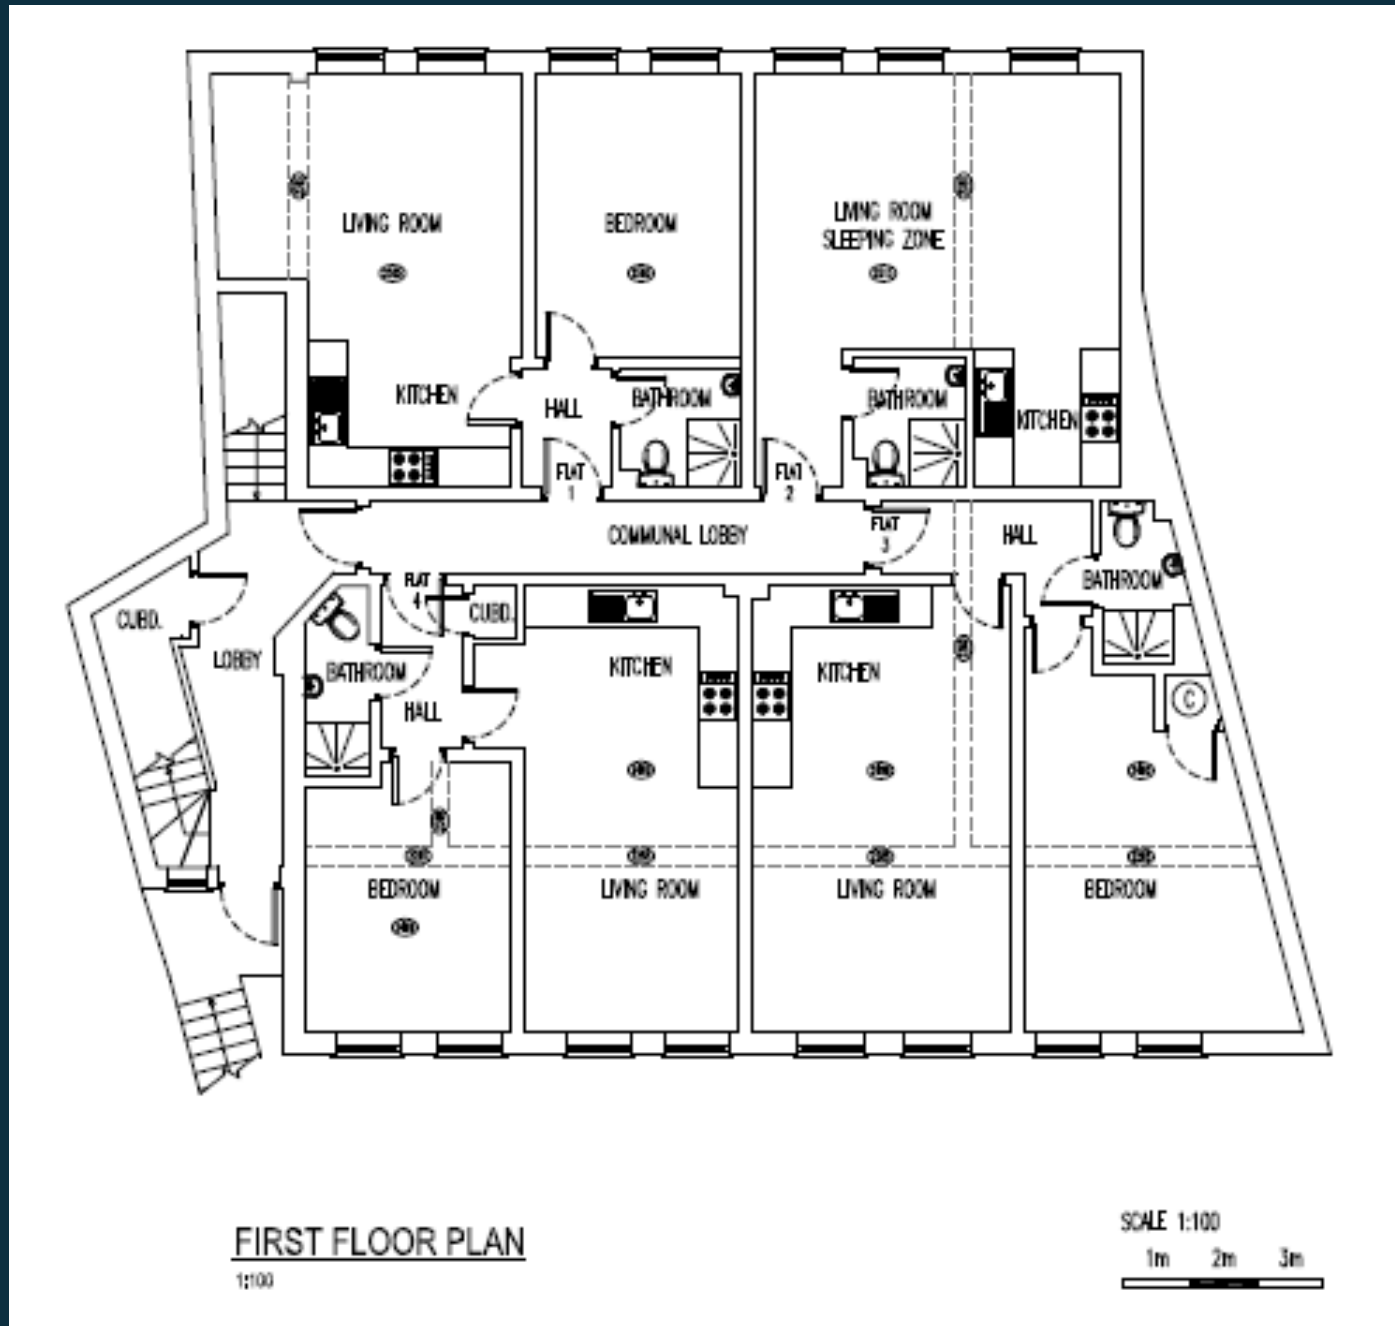 LIVING ROOM
BEDROOM
LIVING ROOM
SLEEPING ZONE
KITCHEN
HALL
BATHROOM
BATHROOM
KITCHEN
FLAT
1
FLAT
2
COMMUNAL LOBBY
FLAT
3
HALL
FLAT
4
BATHROOM
CUBD.
CUBD.
LOBBY
BATHROOM
KITCHEN
KITCHEN
HALL
C
BEDROOM
LIVING ROOM
LIVING ROOM
BEDROOM
FIRST FLOOR PLAN
1:100
SCALE 1:100
1m 2m 3m